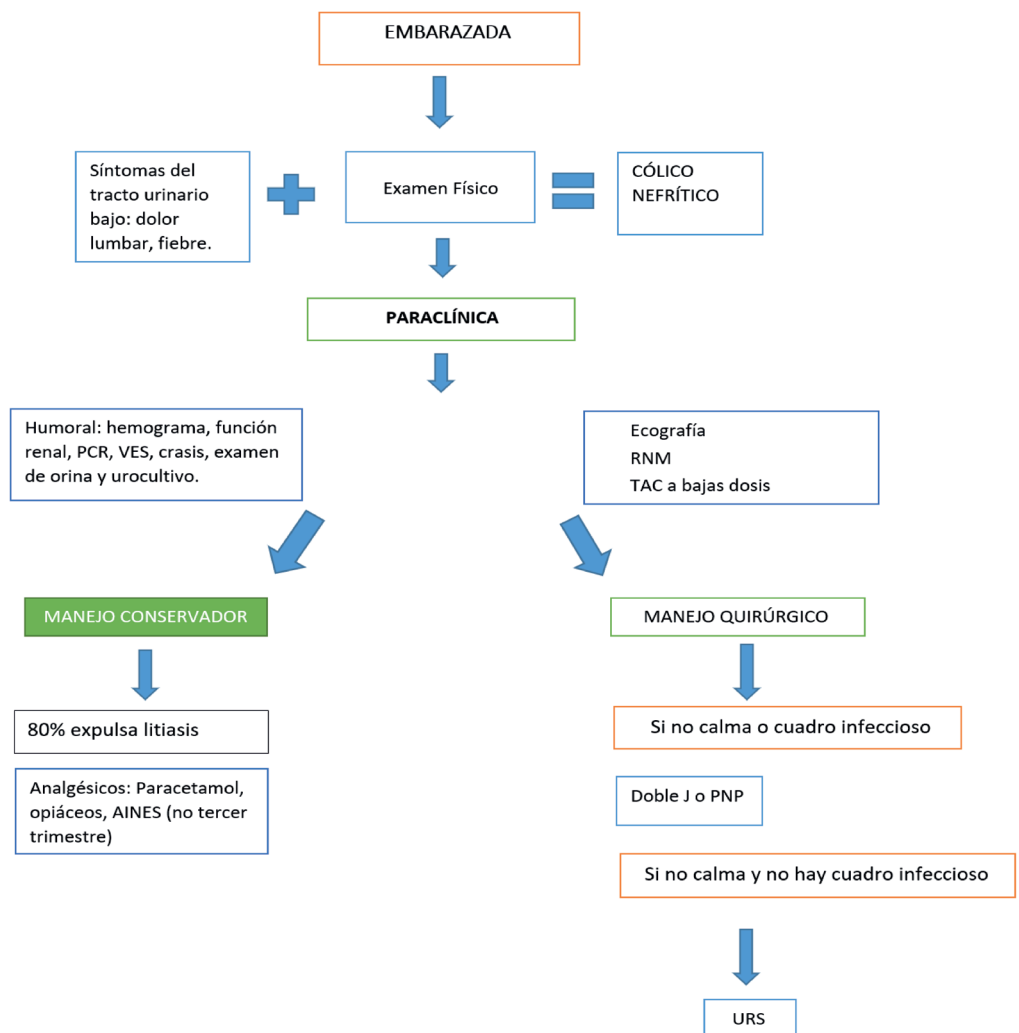 EMBARAZADA
Síntomas del
tracto urinario
bajo: dolor
lumbar, fiebre.
Examen Físico
CÓLICO
NEFRÍTICO
PARACLÍNICA
Humoral: hemograma, función
renal, PCR, VES, crasis, examen
de orina y urocultivo.
Ecografía
RNM
TAC a bajas dosis
MANEJO CONSERVADOR
MANEJO QUIRÚRGICO
80% expulsa litiasis
Analgésicos: Paracetamol,
opiáceos, AINES (no tercer
trimestre)
Si no calma o cuadro infeccioso
Doble J o PNP
Si no calma y no hay cuadro infeccioso
URS